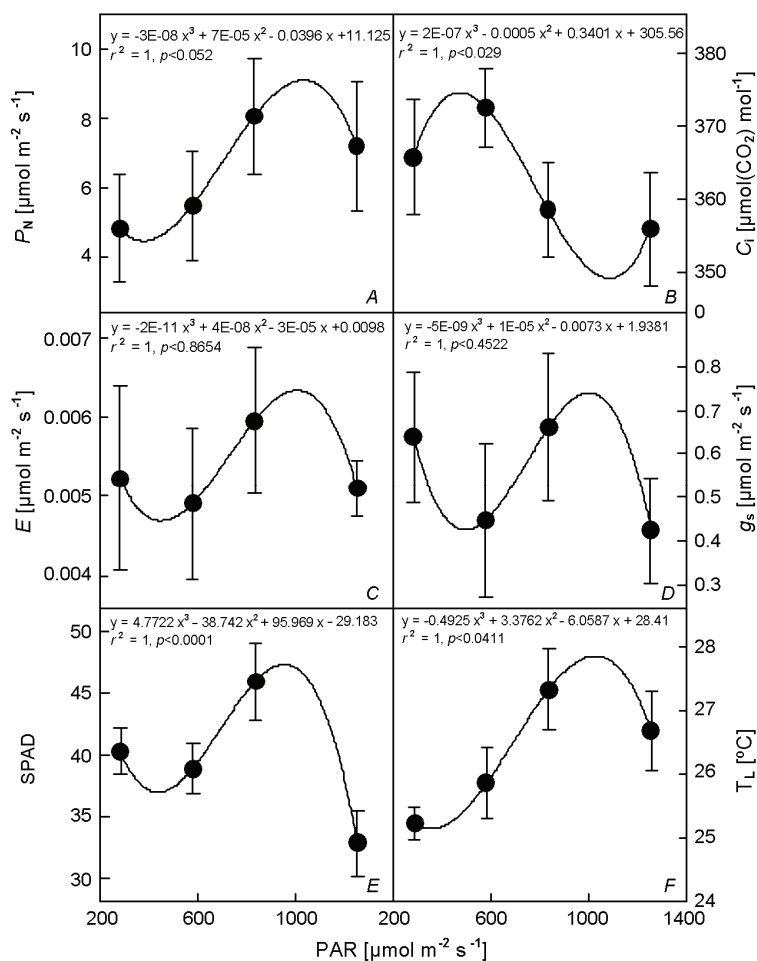 y = -3E-08 x³ + 7E-05 x² - 0.0396 x +11.125
r² = 1, p<0.052
10
8
6
4
P_N [µmol m⁻² s⁻¹]
A
y = 2E-07 x³ - 0.0005 x² + 0.3401 x + 305.56
r² = 1, p<0.029
380
370
360
350
0
C_i [µmol(CO₂) mol⁻¹]
B
y = -2E-11 x³ + 4E-08 x² - 3E-05 x +0.0098
r² = 1, p<0.8654
0.007
0.006
0.005
0.004
E [µmol m⁻² s⁻¹]
C
y = -5E-09 x³ + 1E-05 x² - 0.0073 x + 1.9381
r² = 1, p<0.4522
0.8
0.7
0.6
0.5
0.4
0.3
g_s [µmol m⁻² s⁻¹]
D
y = 4.7722 x³ - 38.742 x² + 95.969 x - 29.183
r² = 1, p<0.0001
50
45
40
35
30
SPAD
E
y = -0.4925 x³ + 3.3762 x² - 6.0587 x + 28.41
r² = 1, p<0.0411
28
27
26
25
24
T_L [ºC]
F
200 600 1000 200 600 1000 1400
PAR [µmol m⁻² s⁻¹]